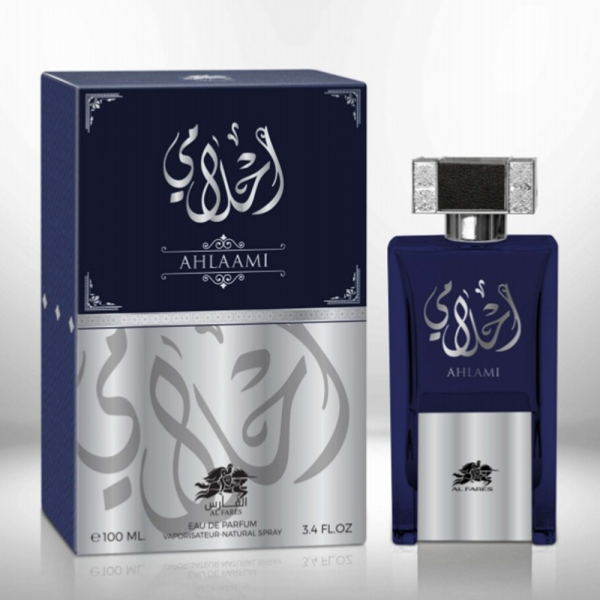 أحلامي
AHLAAMI
الفارس
AL FARES
EAU DE PARFUM
e 100 ML VAPORISATEUR-NATURAL SPRAY 3.4 FL.OZ
أحلامي
AHLAMI
AL FARES
أحلامي